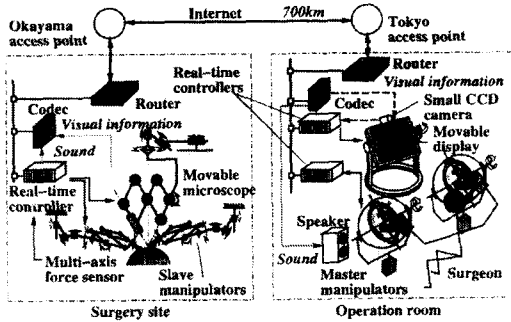 Internet 700km
Okayama
access point
Tokyo
access point
Router
Visual information
Real-time
controllers
Codec
Router
Visual information
Sound
Codec
Small CCD
camera
Movable
display
Movable
microscope
Real-time
controller
Multi-axis
force sensor
Slave
manipulators
Speaker
Sound
Master
manipulators
Surgeon
Surgery site
Operation room